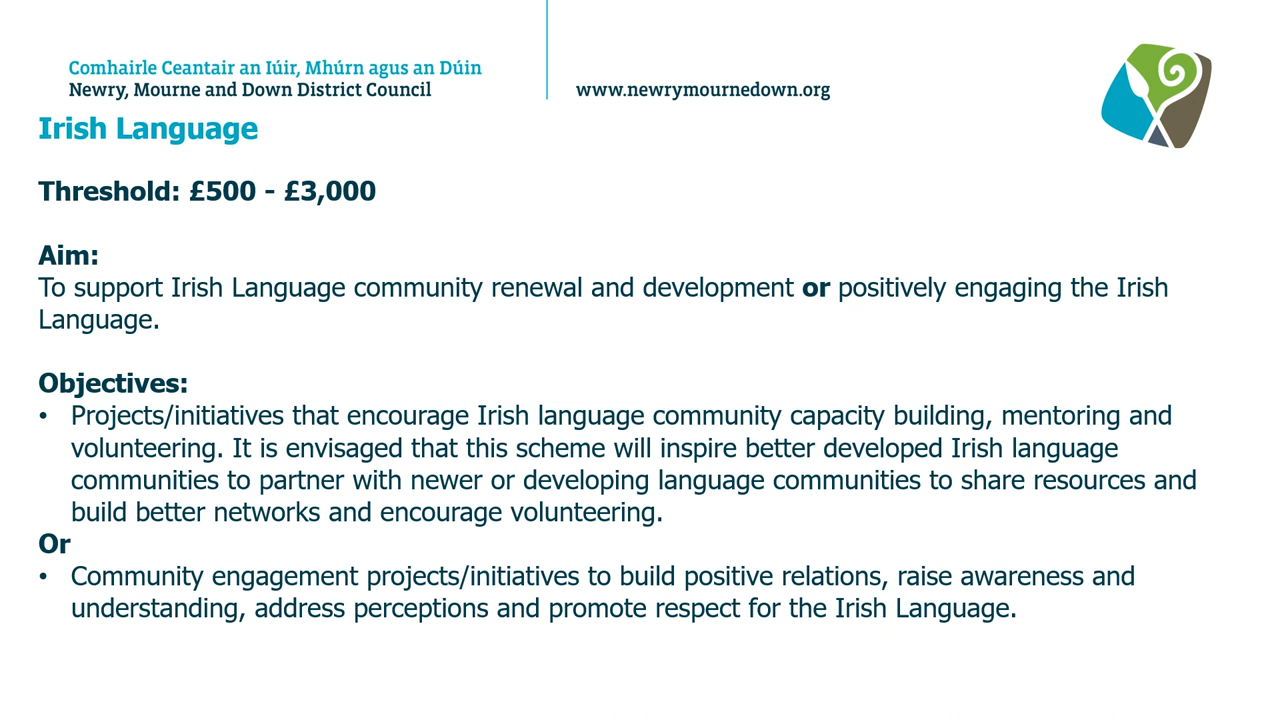 Comhairle Ceantair an Iúir, Mhúrn agus an Dúin
Newry, Mourne and Down District Council
www.newrymournedown.org
Irish Language
Threshold: £500 - £3,000
Aim:
To support Irish Language community renewal and development or positively engaging the Irish
Language.
Objectives:
• Projects/initiatives that encourage Irish language community capacity building, mentoring and
volunteering. It is envisaged that this scheme will inspire better developed Irish language
communities to partner with newer or developing language communities to share resources and
build better networks and encourage volunteering.
Or
• Community engagement projects/initiatives to build positive relations, raise awareness and
understanding, address perceptions and promote respect for the Irish Language.